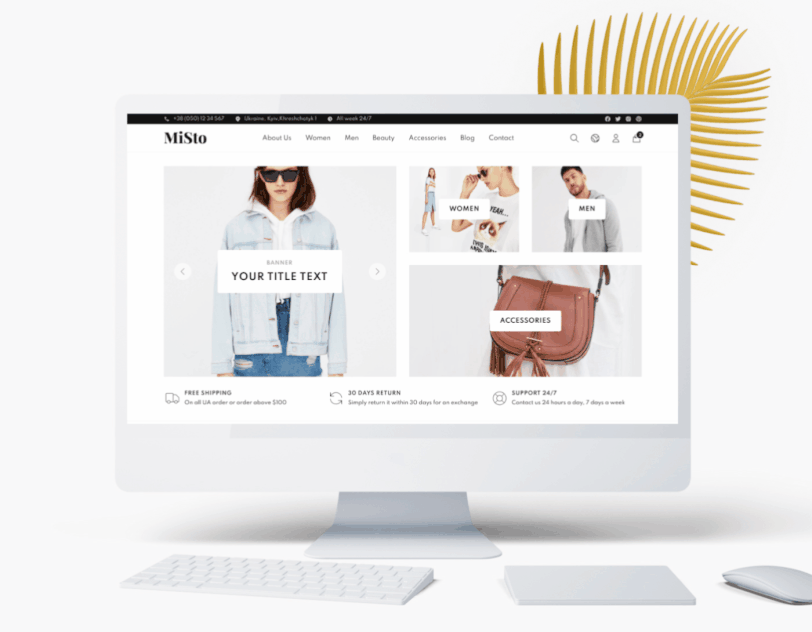 +38 (050) 12 34 567 Ukraine, Kyiv, Khreshchatyk 1 All week 24/7
MiSto About Us Women Men Beauty Accessories Blog Contact 2
YEAH...
WOMEN MEN
BANNER
YOUR TITLE TEXT
ACCESSORIES
FREE SHIPPING 30 DAYS RETURN SUPPORT 24/7
On all UA order or order above $100 Simply return it within 30 days for an exchange Contact us 24 hours a day, 7 days a week